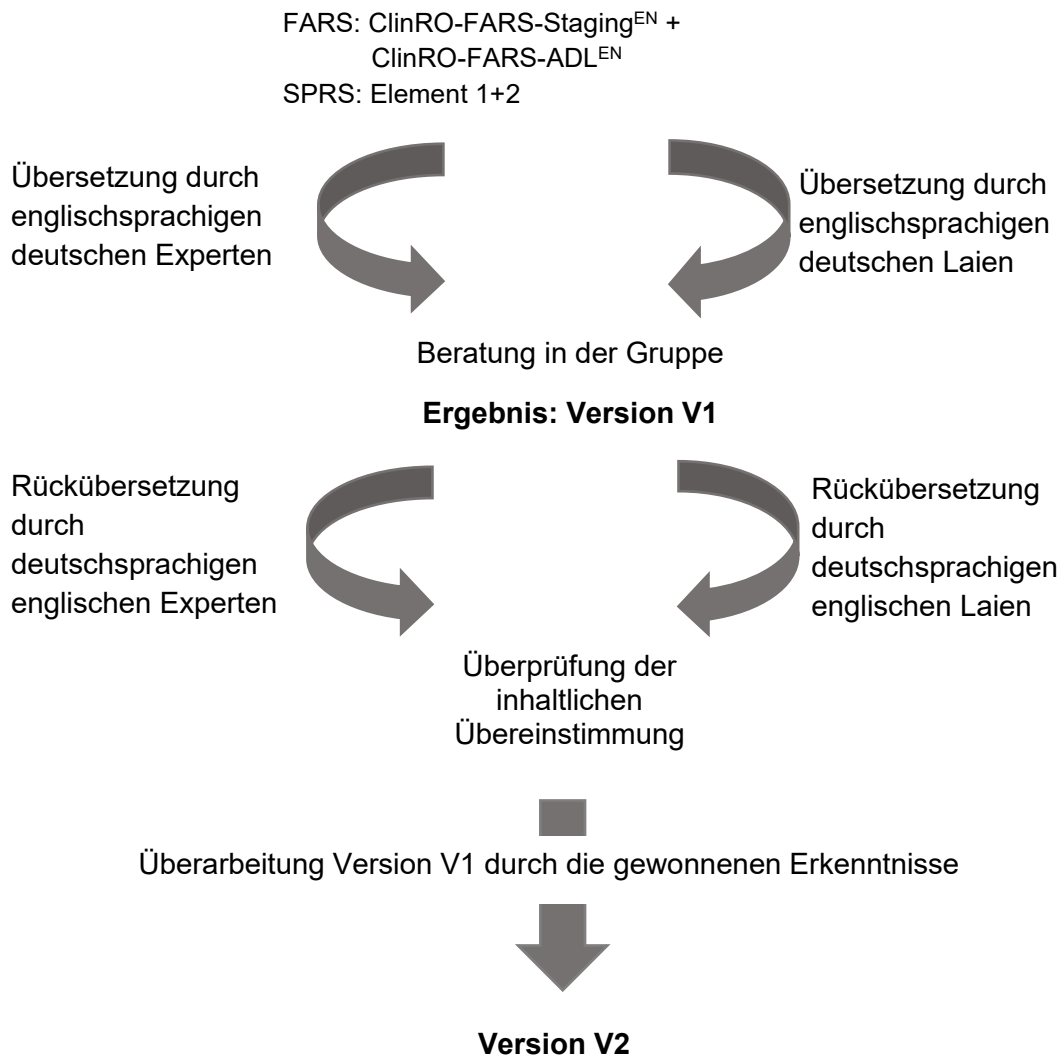 FARS: ClinRO-FARS-Staging^EN +
ClinRO-FARS-ADL^EN
SPRS: Element 1+2
Übersetzung durch
englischsprachigen
deutschen Experten
Übersetzung durch
englischsprachigen
deutschen Laien
Beratung in der Gruppe
Ergebnis: Version V1
Rückübersetzung
durch
deutschsprachigen
englischen Experten
Rückübersetzung
durch
deutschsprachigen
englischen Laien
Überprüfung der
inhaltlichen
Übereinstimmung
Überarbeitung Version V1 durch die gewonnenen Erkenntnisse
Version V2